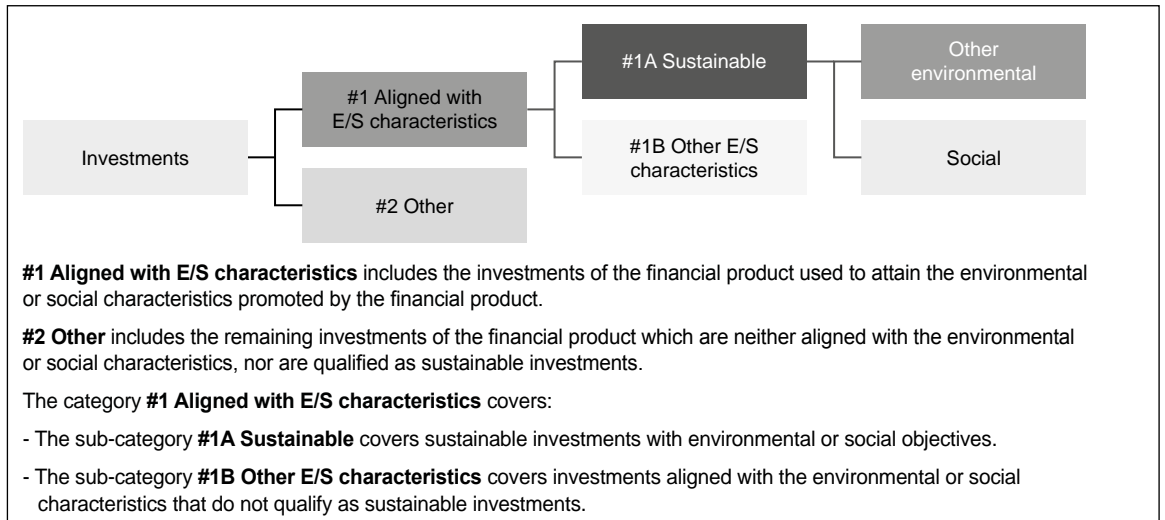 Investments
#1 Aligned with
E/S characteristics
#2 Other
#1A Sustainable
#1B Other E/S
characteristics
Other
environmental
Social
#1 Aligned with E/S characteristics includes the investments of the financial product used to attain the environmental
or social characteristics promoted by the financial product.
#2 Other includes the remaining investments of the financial product which are neither aligned with the environmental
or social characteristics, nor are qualified as sustainable investments.
The category #1 Aligned with E/S characteristics covers:
- The sub-category #1A Sustainable covers sustainable investments with environmental or social objectives.
- The sub-category #1B Other E/S characteristics covers investments aligned with the environmental or social
characteristics that do not qualify as sustainable investments.